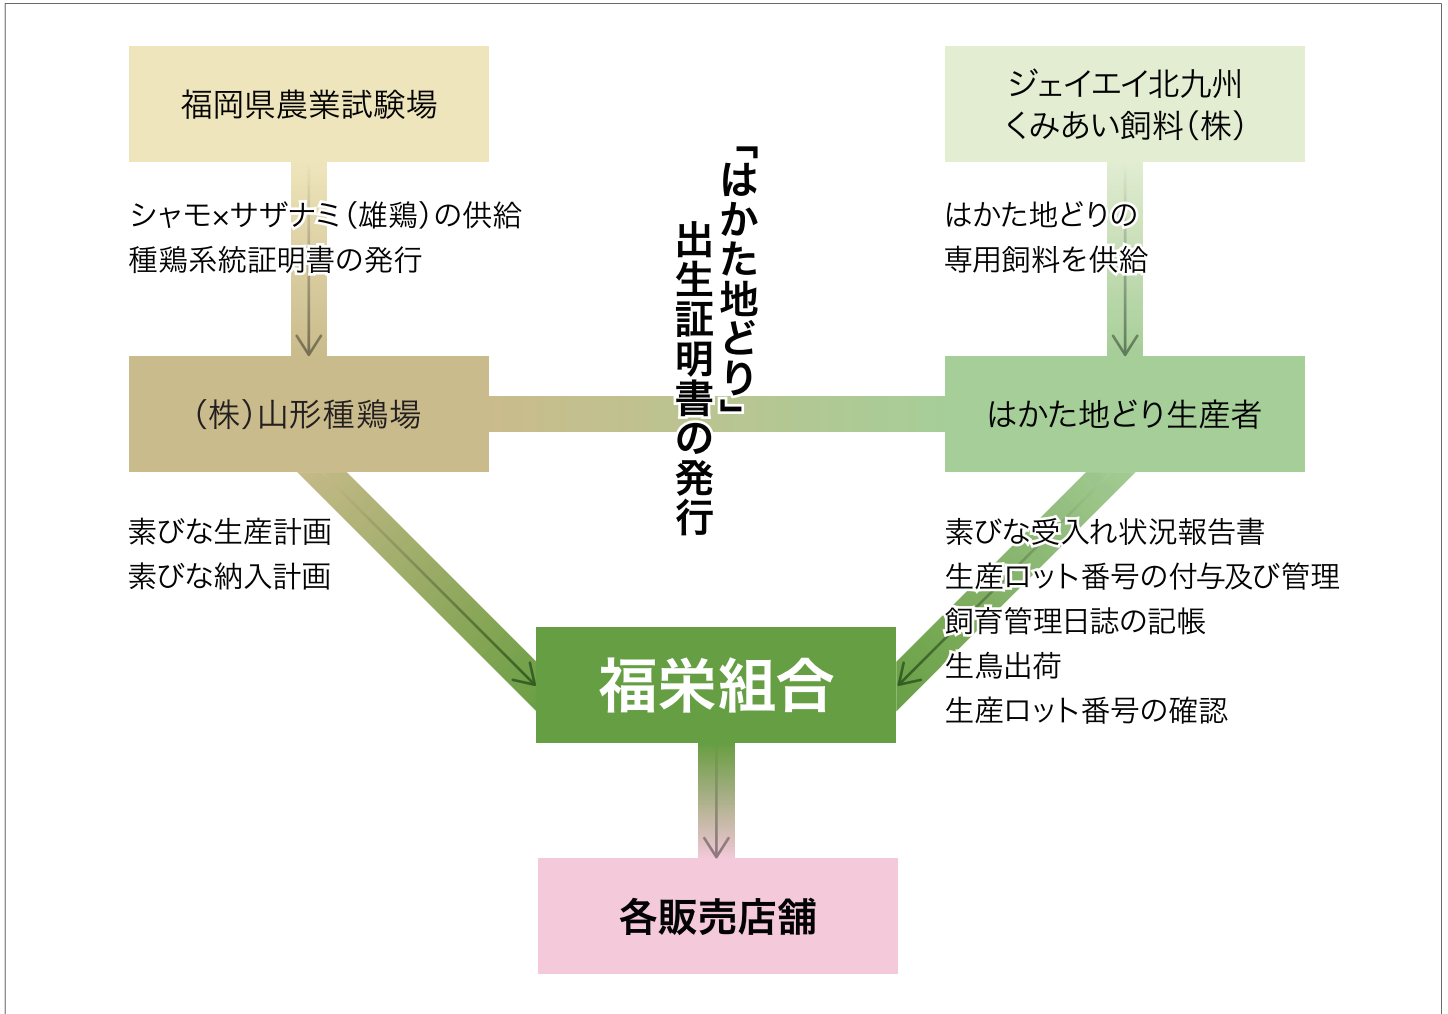 福岡県農業試験場
ジェイエイ北九州
くみあい飼料（株）
シャモ×サザナミ（雄鶏）の供給
種鶏系統証明書の発行
「はかた地どり」
出生証明書の発行
はかた地どりの
専用飼料を供給
（株）山形種鶏場
はかた地どり生産者
素びな生産計画
素びな納入計画
素びな受入れ状況報告書
生産ロット番号の付与及び管理
飼育管理日誌の記帳
生鳥出荷
生産ロット番号の確認
福栄組合
各販売店舗